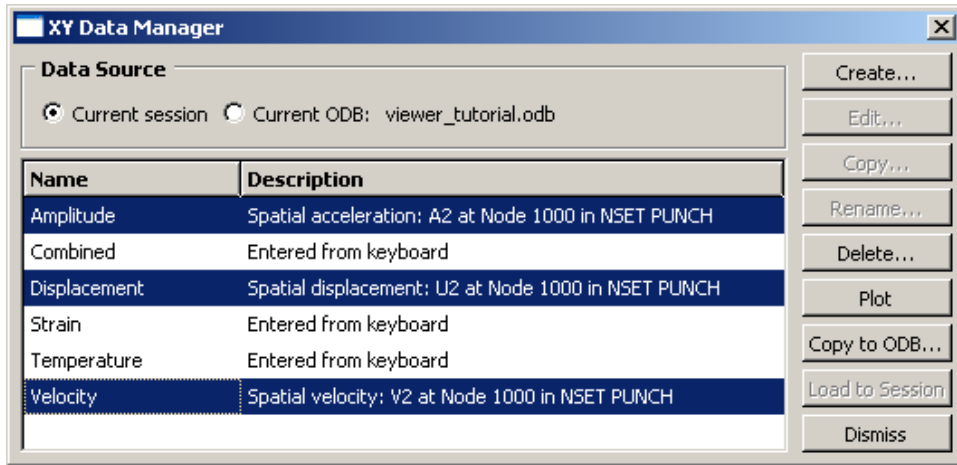 XY Data Manager
Data Source
Current session Current ODB: viewer_tutorial.odb
Name Description
Amplitude Spatial acceleration: A2 at Node 1000 in NSET PUNCH
Combined Entered from keyboard
Displacement Spatial displacement: U2 at Node 1000 in NSET PUNCH
Strain Entered from keyboard
Temperature Entered from keyboard
Velocity Spatial velocity: V2 at Node 1000 in NSET PUNCH
Create...
Edit...
Copy...
Rename...
Delete...
Plot
Copy to ODB...
Load to Session
Dismiss